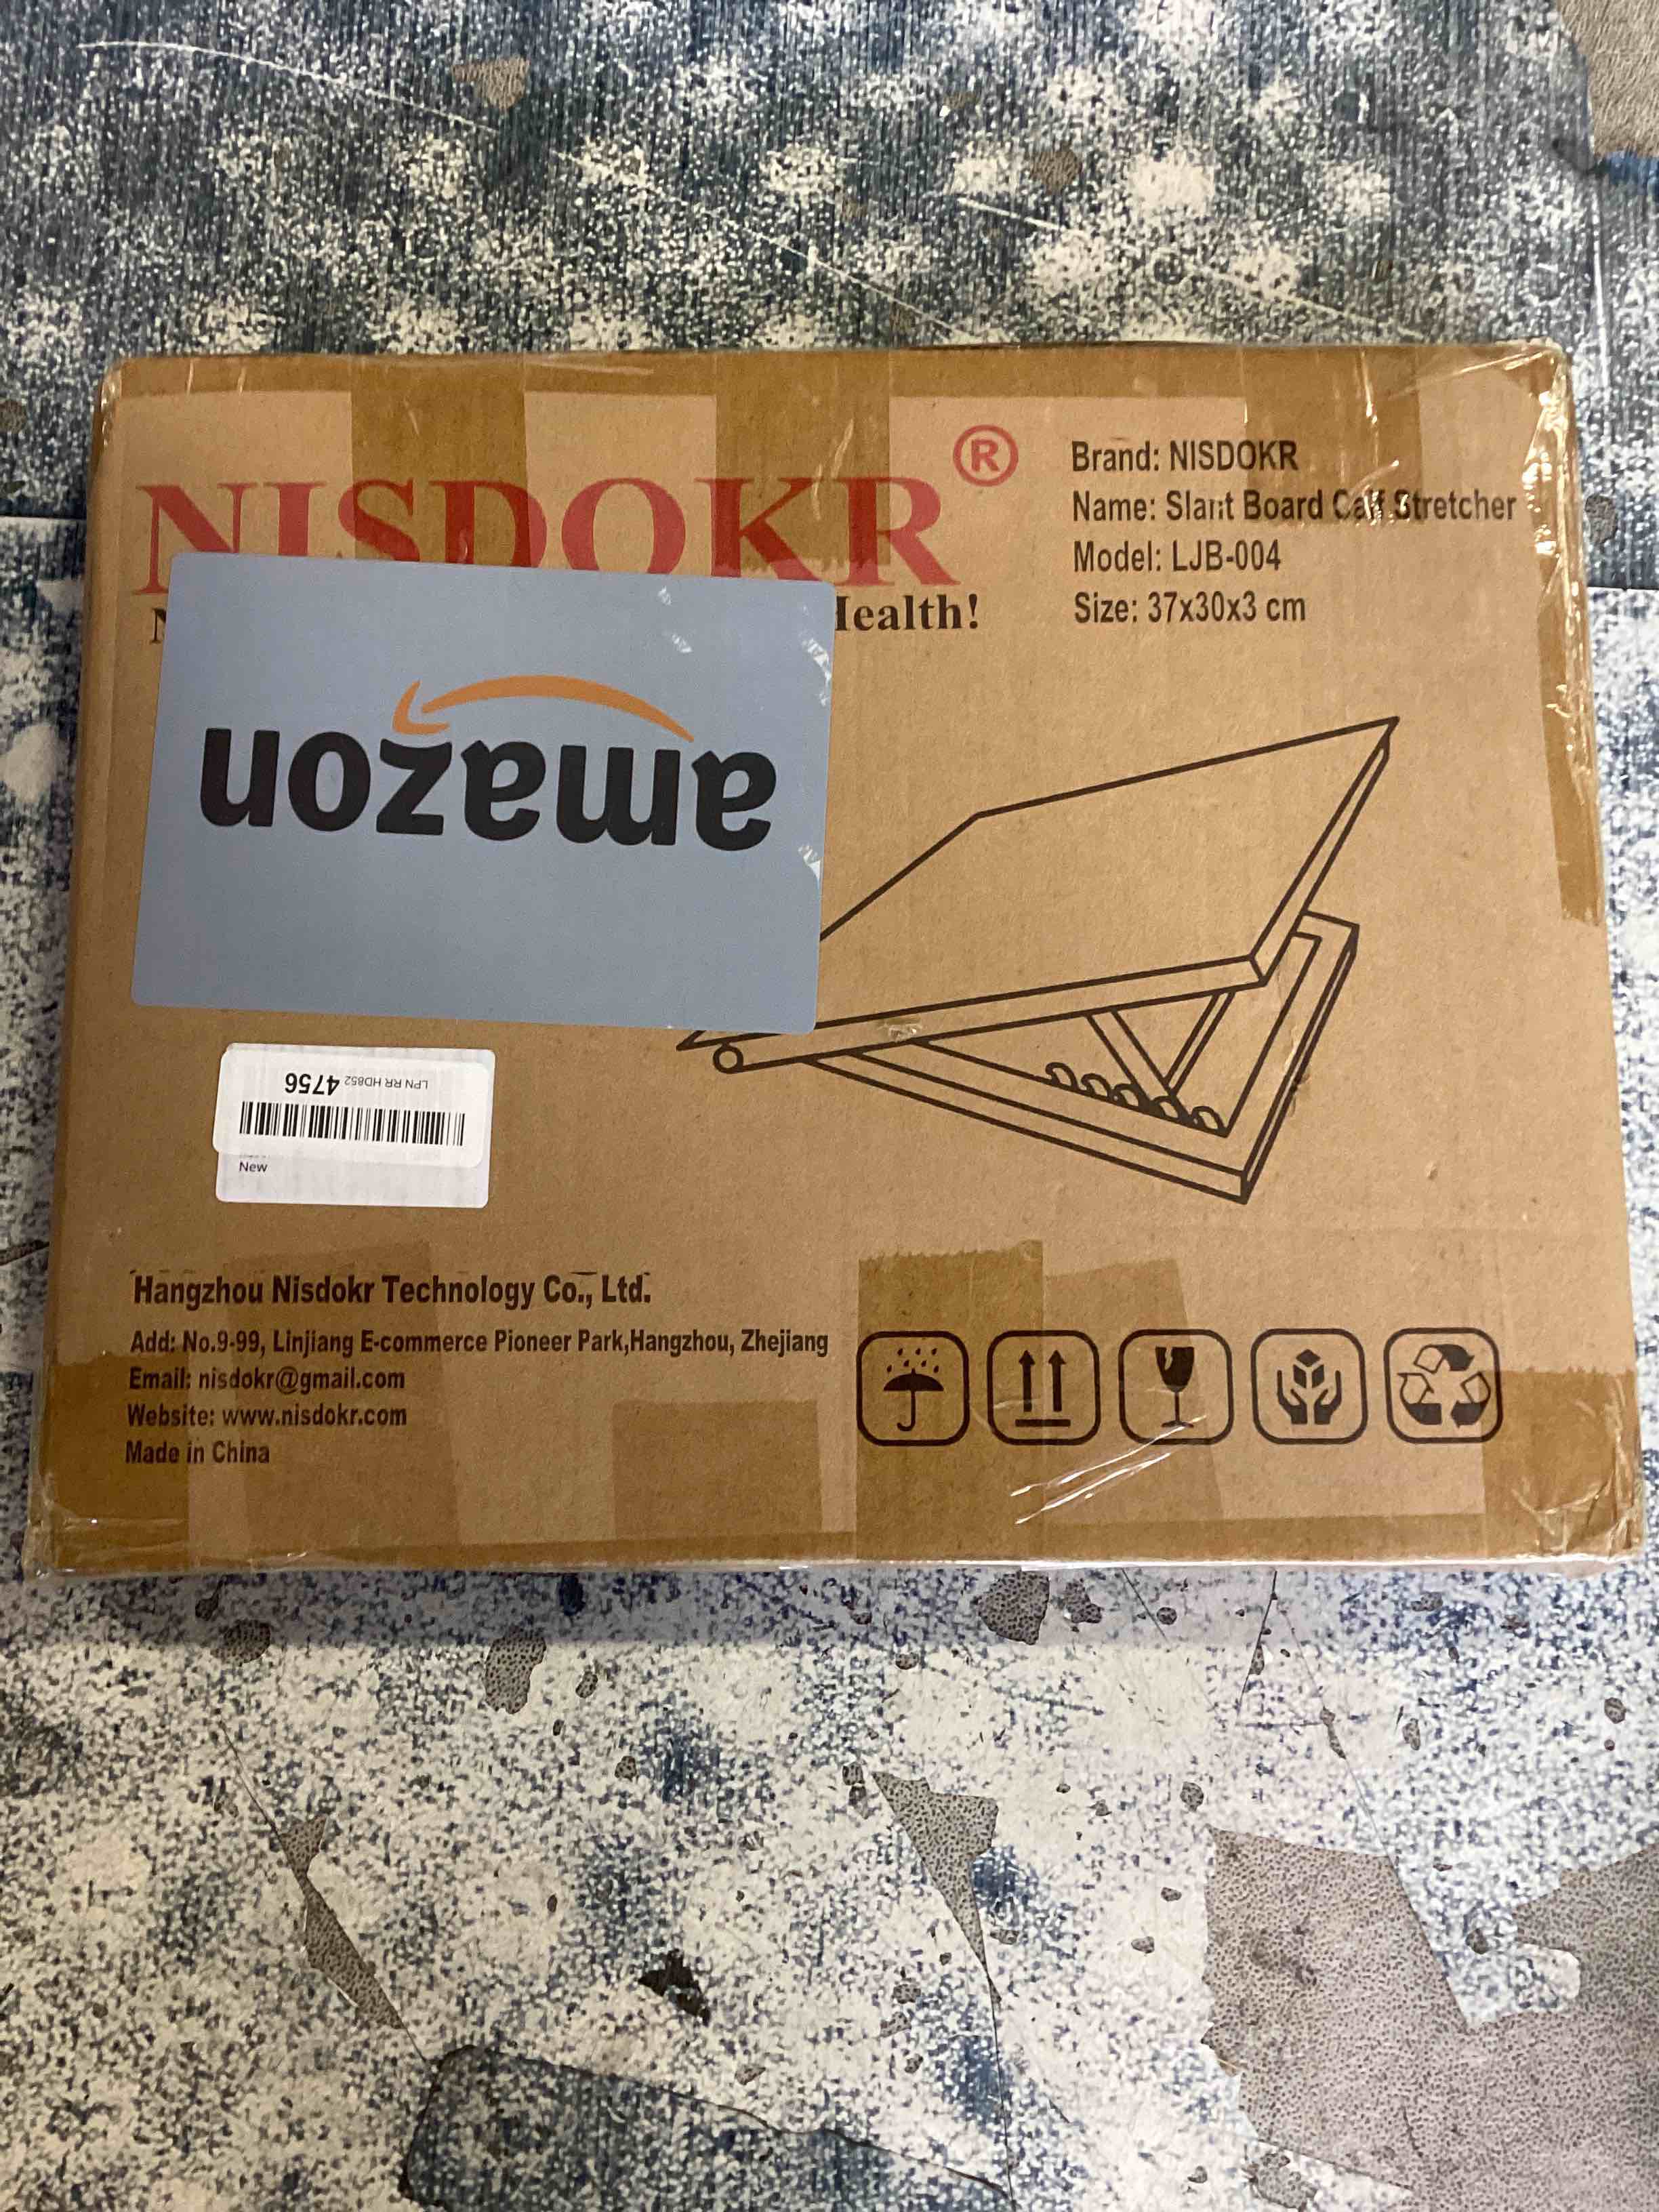 NISDOKR®
Health!
Brand: NISDOKR
Name: Slant Board Calf Stretcher
Model: LJB-004
Size: 37x30x3 cm
amazon
LPN RR HD852 4756
New
Hangzhou Nisdokr Technology Co., Ltd.
Add: No.9-99, Linjiang E-commerce Pioneer Park,Hangzhou, Zhejiang
Email: nisdokr@gmail.com
Website: www.nisdokr.com
Made in China